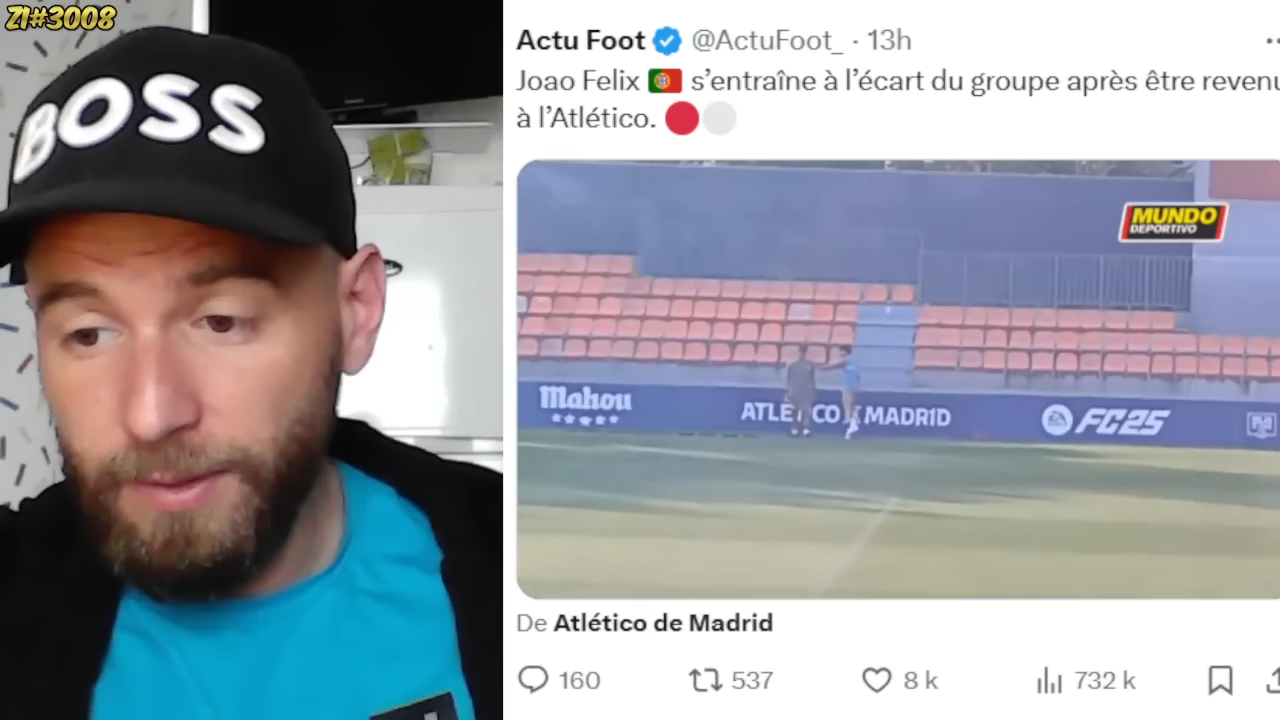 ZI#3008
BOSS
Actu Foot @ActuFoot_ · 13h
Joao Felix 🇵🇹 s'entraîne à l'écart du groupe après être revenu
à l'Atlético. 🔴⚪
MUNDO
DEPORTIVO
Mahou
ATLETICO MADRID
FC25
De Atlético de Madrid
160 537 8 k 732 k